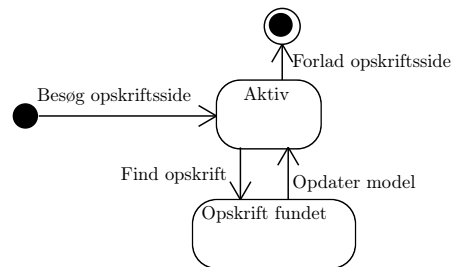 Forlad opskriftsside
Besøg opskriftsside
Aktiv
Find opskrift
Opdater model
Opskrift fundet